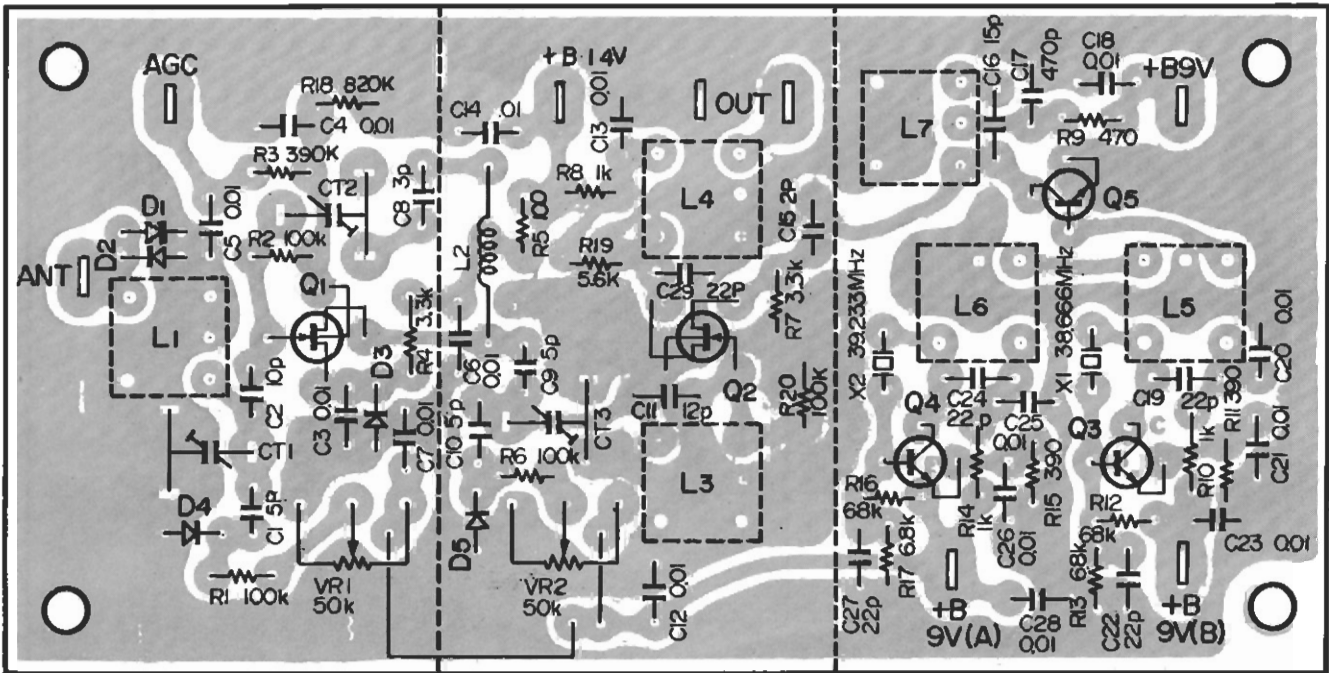 AGC
R18 820K
C4 0.01
R3 390K
CT2
C8 3p
D1
D2
C5 0.01
R2 100k
ANT
Q1
L1
R4 3.3k
C2 10p
C3 0.01
D3
C7 0.01
CT1
D4
C1 5P
R1 100k
VR1
50k
+B 14V
C14 .01
C13 0.01
OUT
R8 1k
L4
L2
R5 100
R19
5.6K
C15 2P
C29 22P
R7 3.3k
C6 0.01
C9 5p
Q2
R20
100K
C11 12p
C10 5p
CT3
R6 100k
L3
D5
VR2
50k
C12 0.01
L7
C16 15p
C17 470p
C18
0.01
+B9V
R9 470
Q5
X2 39.233MHz
L6
X1 38.666MHz
L5
C20 0.01
Q4
C24
22p
C25
0.01
Q3
C19
22p
R11 390
R10 1k
C21 0.01
R16
68k
R14 1k
R15 390
R12
68k
C23 0.01
C27
22p
R17 6.8k
C26 0.01
+B
9V(A)
C28
0.01
R13 68k
C22
22p
+B
9V(B)